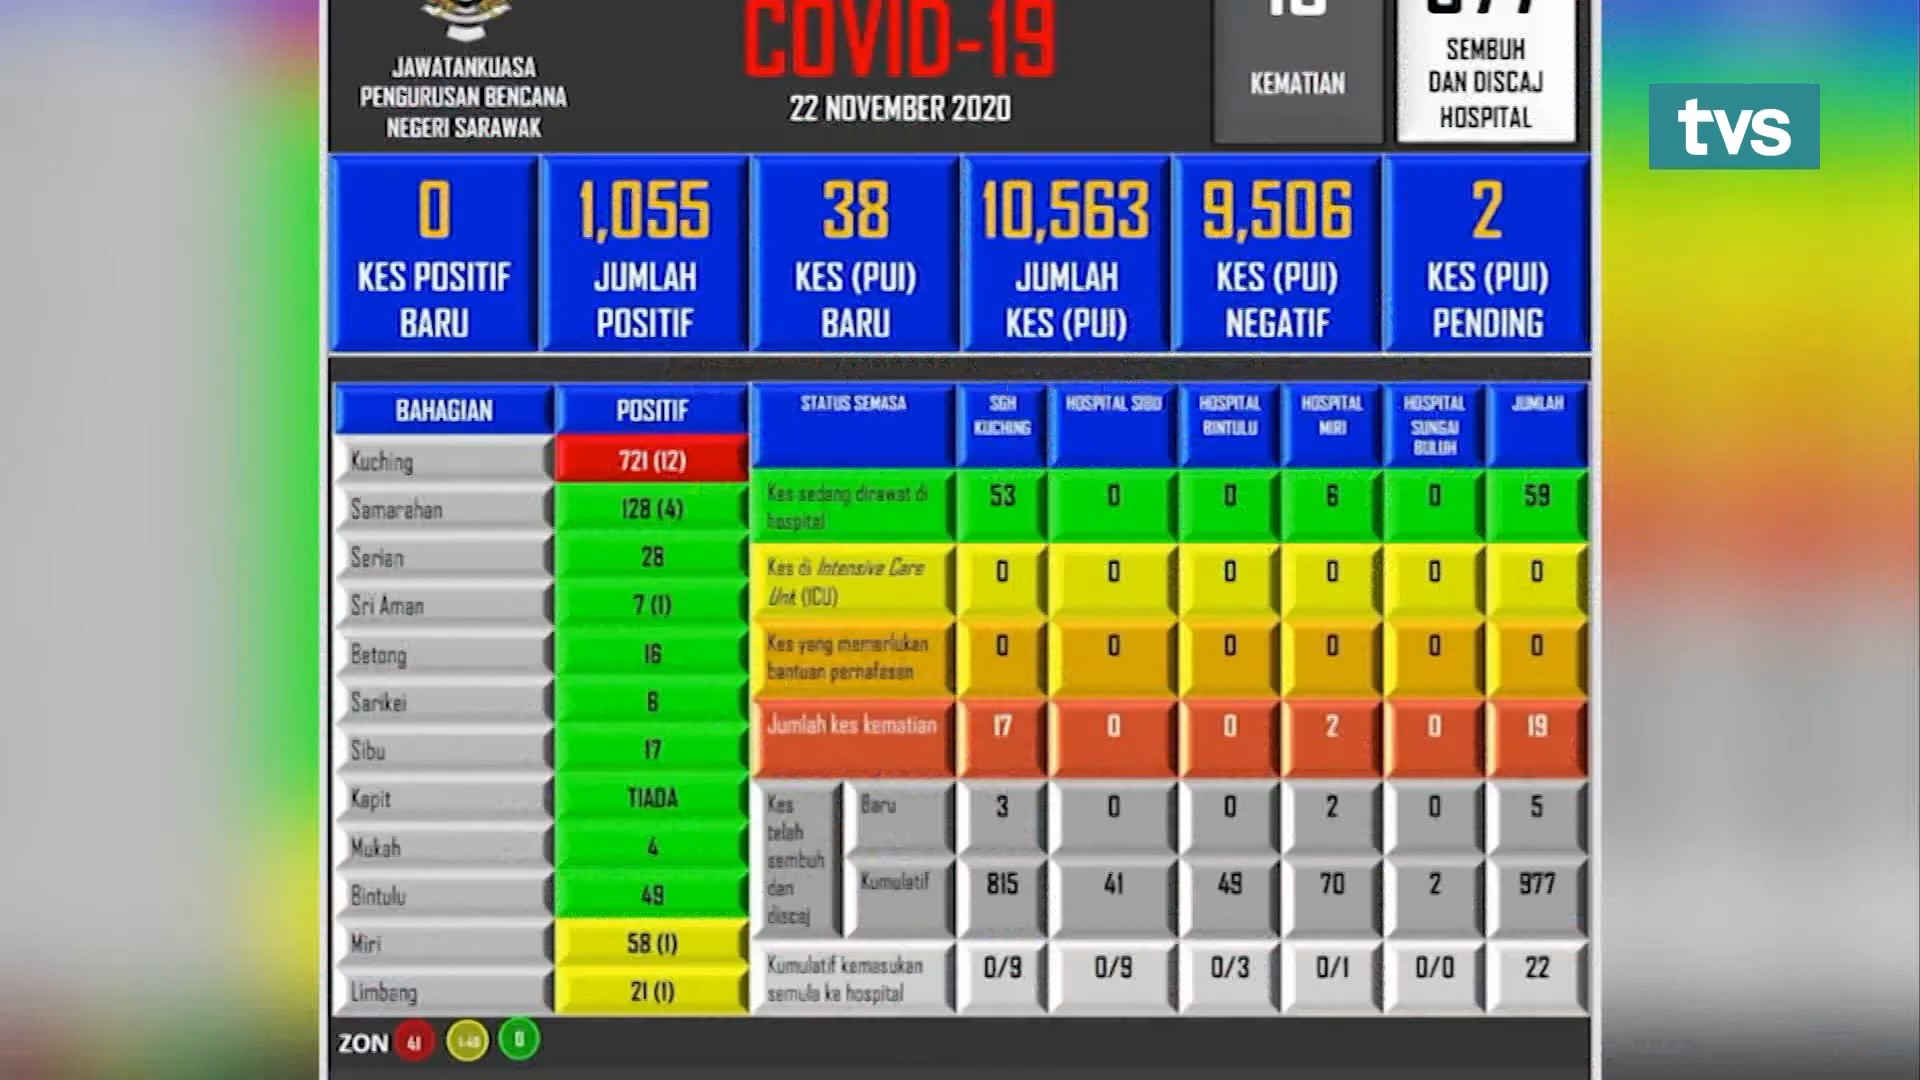 COVID-19
22 NOVEMBER 2020
JAWATANKUASA
PENGURUSAN BENCANA
NEGERI SARAWAK
KEMATIAN
SEMBUH
DAN DISCAJ
HOSPITAL
tvs
0
KES POSITIF
BARU
1,055
JUMLAH
POSITIF
38
KES (PUI)
BARU
10,563
JUMLAH
KES (PUI)
9,506
KES (PUI)
NEGATIF
2
KES (PUI)
PENDING
BAHAGIAN POSITIF
Kuching 721 (12)
Samarahan 128 (4)
Serian 28
Sri Aman 7 (1)
Betong 16
Sarikei 6
Sibu 17
Kapit TIADA
Mukah 4
Bintulu 49
Miri 58 (1)
Limbang 21 (1)
STATUS SEMASA
SGH
KUCHING
HOSPITAL SIBU
HOSPITAL
BINTULU
HOSPITAL
MIRI
HOSPITAL
SUNGAI
BULUH
JUMLAH
Kes sedang dirawat di
hospital
53 0 0 6 0 59
Kes di Intensive Care
Unit (ICU)
0 0 0 0 0 0
Kes yang memerlukan
bantuan pernafasan
0 0 0 0 0 0
Jumlah kes kematian 17 0 0 2 0 19
Kes
telah
sembuh
dan
discaj
Baru 3 0 0 2 0 5
Kumulatif 815 41 49 70 2 977
Kumulatif kemasukan
semula ke hospital
0/9 0/9 0/3 0/1 0/0 22
ZON 41 1-40 0